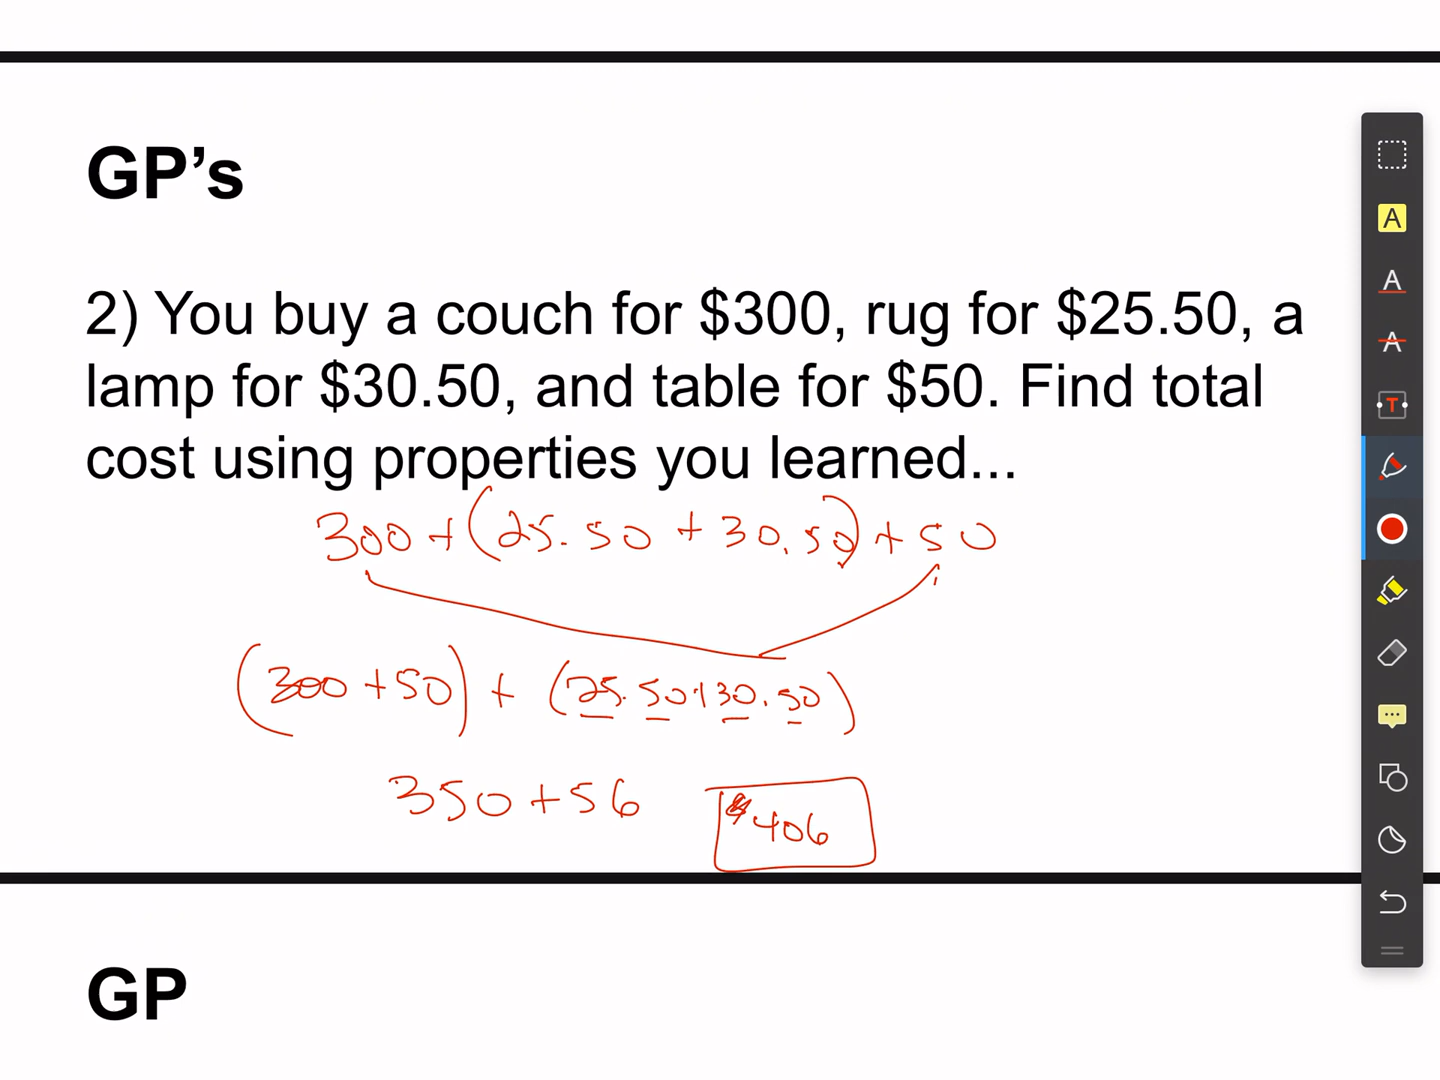 GP’s
2) You buy a couch for $300, rug for $25.50, a
lamp for $30.50, and table for $50. Find total
cost using properties you learned...
300 + (25.50 + 30.50) + 50
(300 + 50) + (25.50 + 30.50)
350 + 56
$406
GP
A
A
A
T